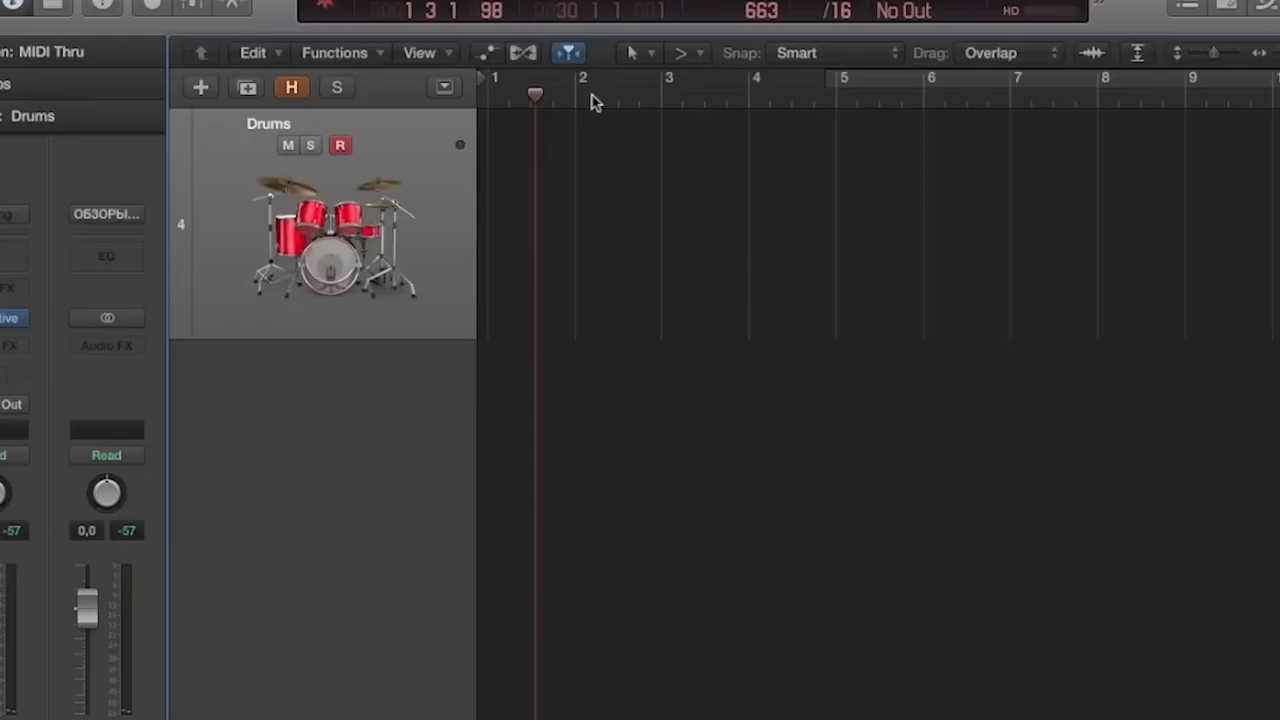 1 3 1 98 30 1 1 001 663 /16 No Out HD
n: MIDI Thru
Edit Functions View Snap: Smart Drag: Overlap
os
H S
1 2 3 4 5 6 7 8 9
: Drums
Drums
M S R
4
ng ОБЗОРЫ...
EQ
FX
tive
FX Audio FX
Out
d Read
-57 0,0 -57